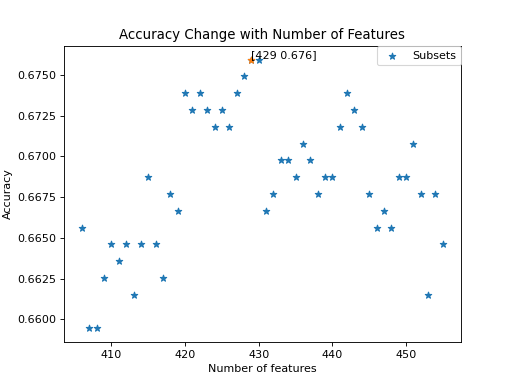 Accuracy Change with Number of Features
[429 0.676]
Subsets
0.6750
0.6725
0.6700
0.6675
0.6650
0.6625
0.6600
Accuracy
410 420 430 440 450
Number of features